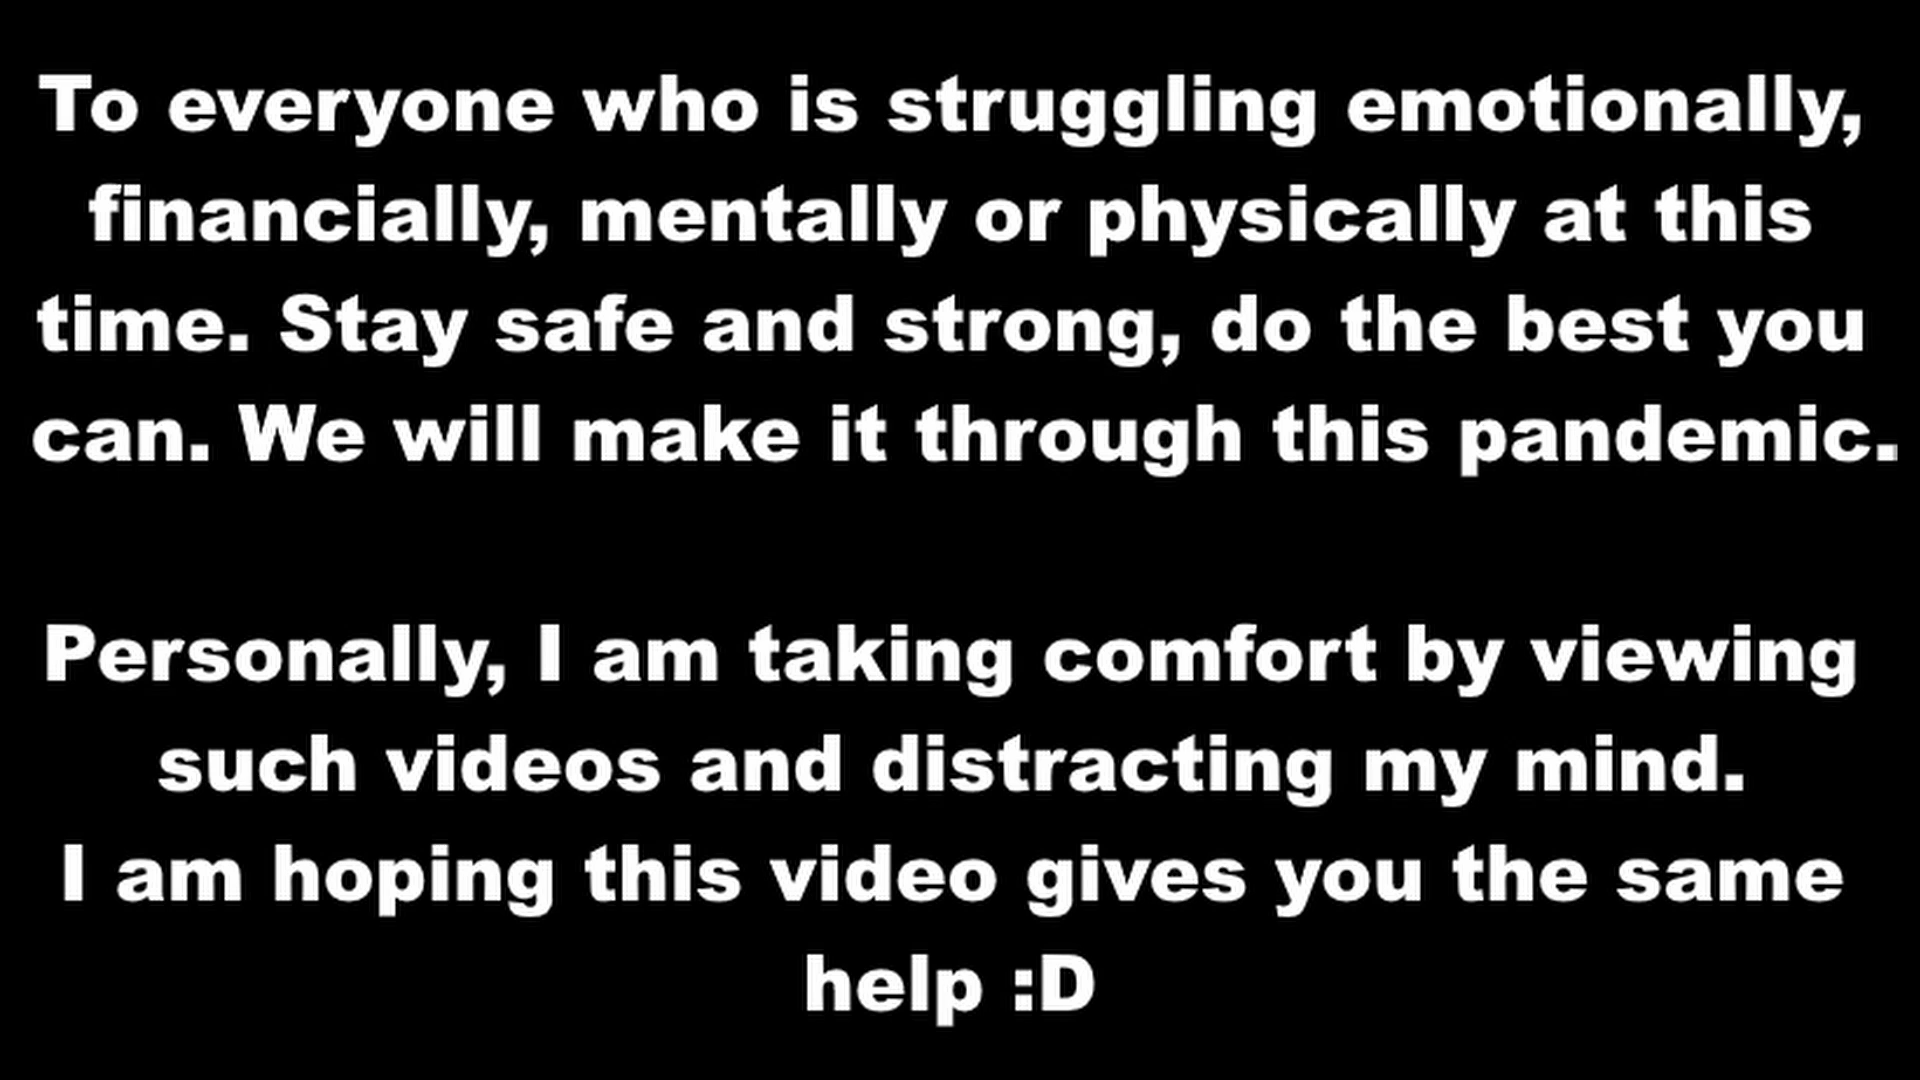 To everyone who is struggling emotionally,
financially, mentally or physically at this
time. Stay safe and strong, do the best you
can. We will make it through this pandemic.
Personally, I am taking comfort by viewing
such videos and distracting my mind.
I am hoping this video gives you the same
help :D